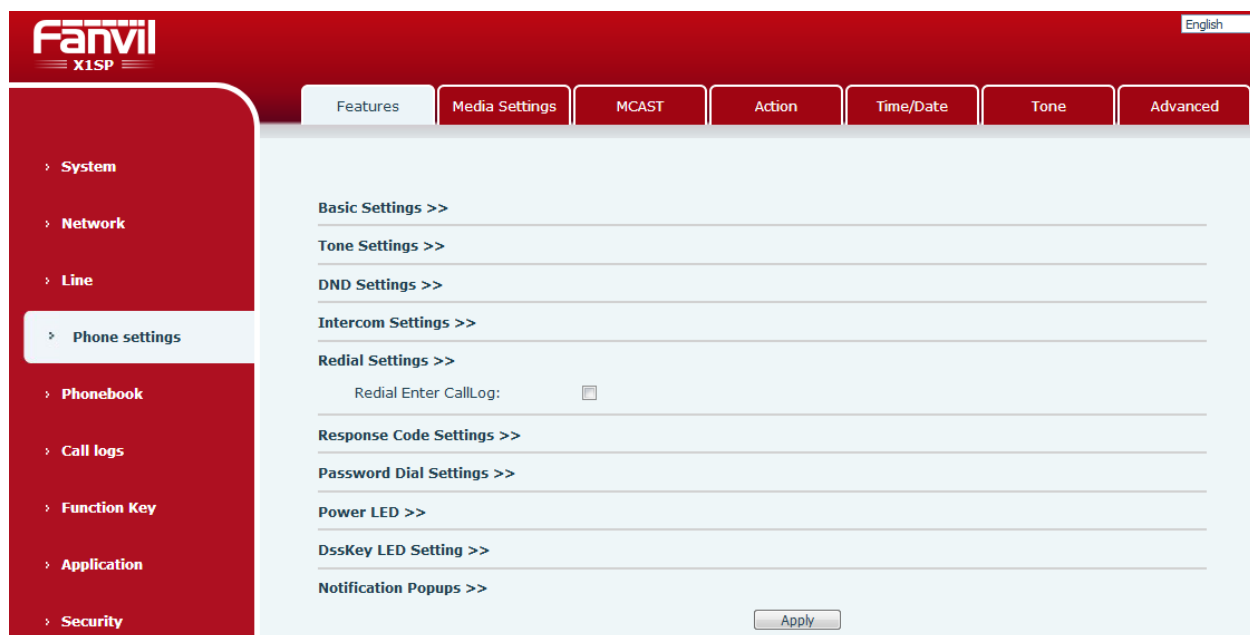 Fanvil
X1SP
English
Features
Media Settings
MCAST
Action
Time/Date
Tone
Advanced
› System
› Network
› Line
› Phone settings
› Phonebook
› Call logs
› Function Key
› Application
› Security
Basic Settings >>
Tone Settings >>
DND Settings >>
Intercom Settings >>
Redial Settings >>
Redial Enter CallLog:
Response Code Settings >>
Password Dial Settings >>
Power LED >>
DssKey LED Setting >>
Notification Popups >>
Apply